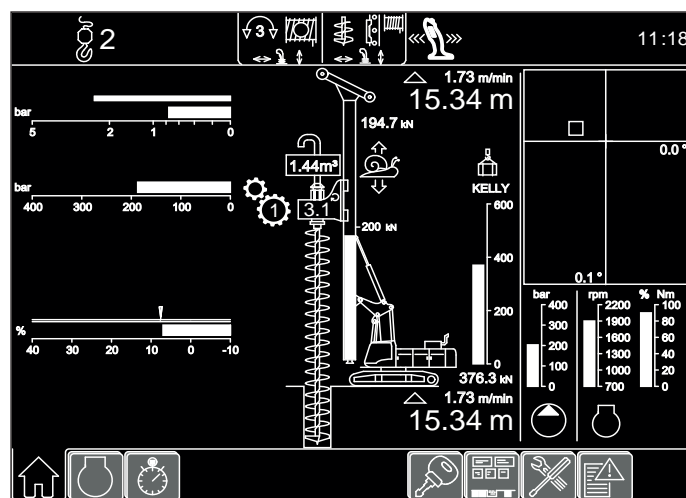 2
3
11:18
1.73 m/min
15.34 m
bar
5 2 1 0
194.7 kN
0.0 °
1.44m³
KELLY
bar
400 300 200 100 0
1
3.1
200 kN
600
400
200
0
0.1 °
%
40 30 20 10 0 -10
376.3 kN
1.73 m/min
15.34 m
bar
400
300
200
100
0
rpm
2200
1900
1600
1300
1000
700
% Nm
100
80
60
40
20
0